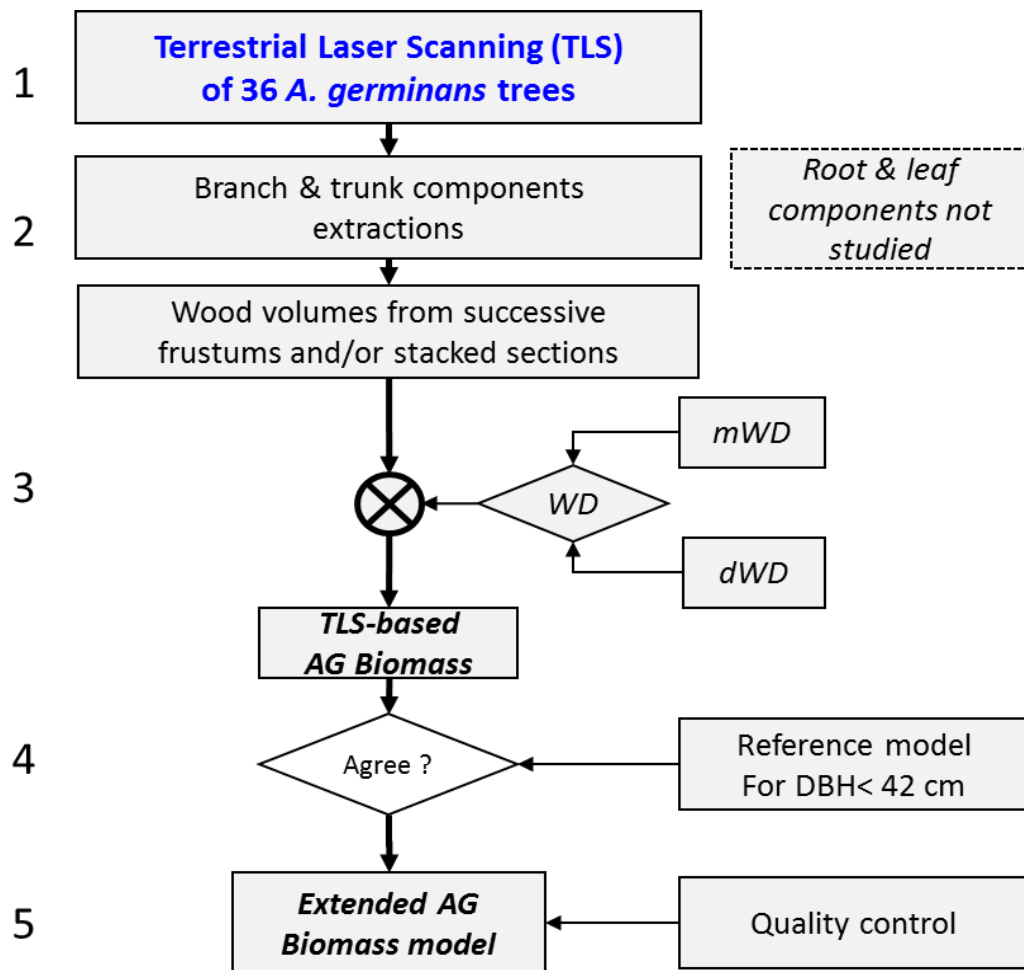 1
Terrestrial Laser Scanning (TLS)
of 36 A. germinans trees
2
Branch & trunk components
extractions
Root & leaf
components not
studied
Wood volumes from successive
frustums and/or stacked sections
3
mWD
WD
dWD
TLS-based
AG Biomass
4
Agree ?
Reference model
For DBH< 42 cm
5
Extended AG
Biomass model
Quality control